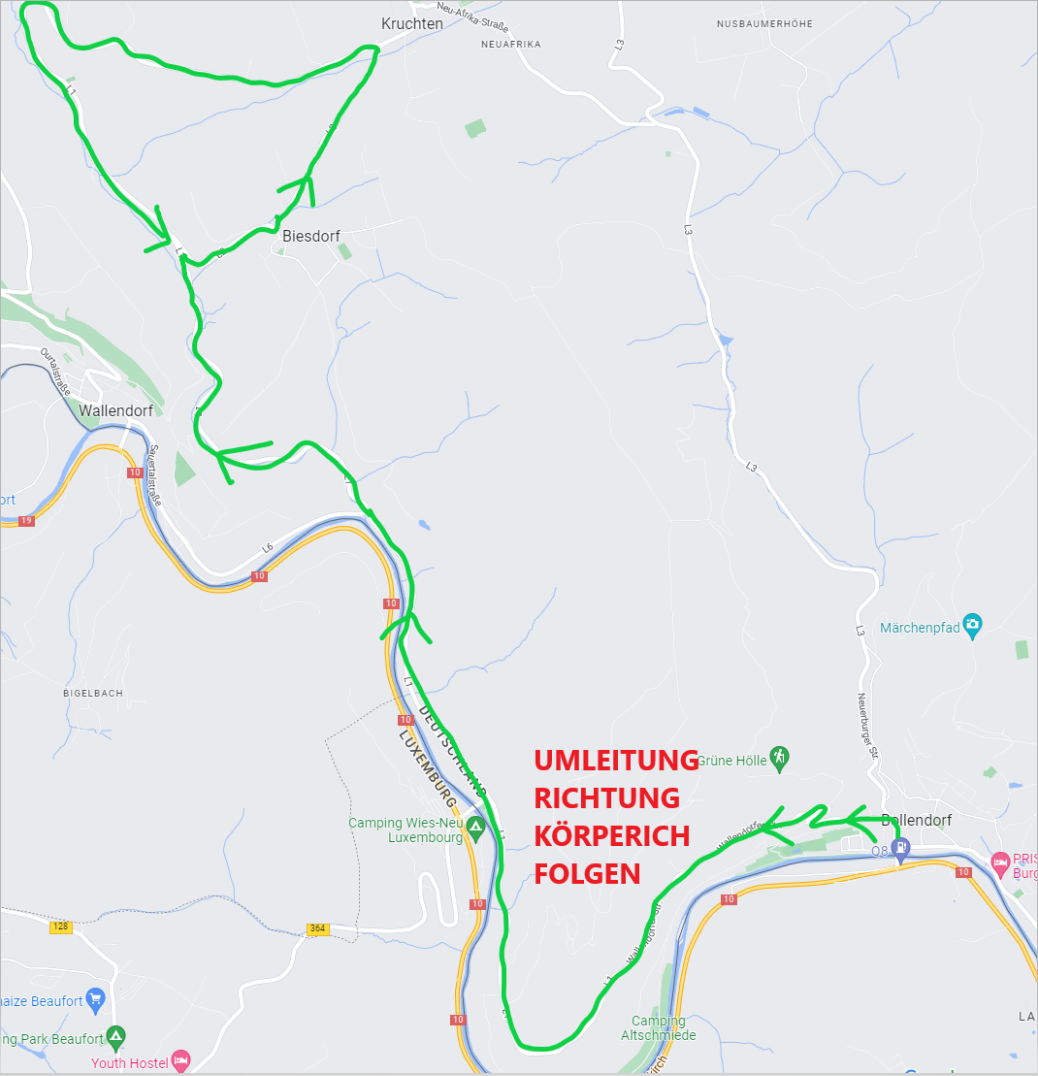 Kruchten
Neu-Afrika-Straße
NEUAFRIKA
NUSBAUMERHÖHE
L3
L1
Biesdorf
L3
Ourtalstraße
Wallendorf
Sauertalstraße
10
19
L3
L6
10
10
L3
Märchenpfad
BIGELBACH
L1
10
DEUTSCHLAND
LUXEMBURG
Neuerburger Str.
UMLEITUNG
RICHTUNG
KÖRPERICH
FOLGEN
Grüne Hölle
Camping Wies-Neu
Luxembourg
Bollendorf
Q8
10
10
10
128
364
L1
10
Camping
Altschmiede
Youth Hostel